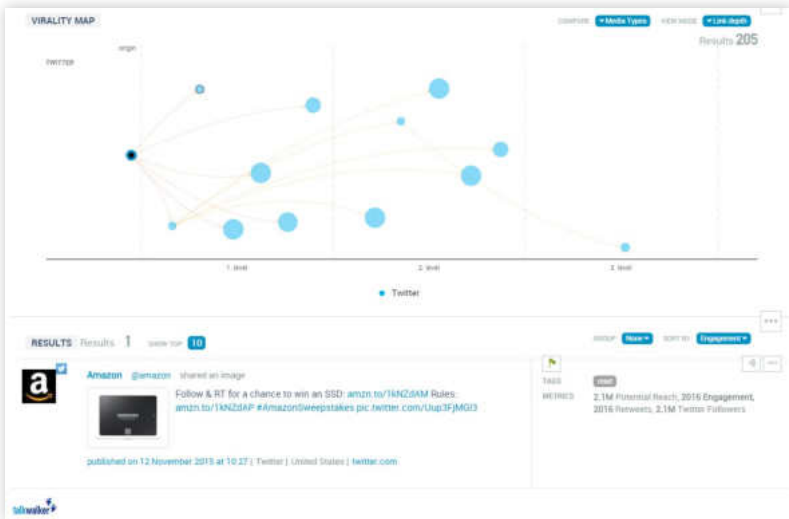 VIRALITY MAP
COMPARE Media Types VIEW MODE Link depth
Results 205
origin
TWITTER
1. level 2. level 3. level
Twitter
RESULTS Results 1 SHOW TOP 10
GROUP None SORT BY Engagement
Amazon @amazon shared an image
Follow & RT for a chance to win an SSD: amzn.to/1kNZdAM Rules:
amzn.to/1kNZdAP #AmazonSweepstakes pic.twitter.com/Uup3FjMGI3
published on 12 November 2015 at 10:27 | Twitter | United States | twitter.com
TAGS read
METRICS 2.1M Potential Reach, 2016 Engagement,
2016 Retweets, 2.1M Twitter Followers
talkwalker